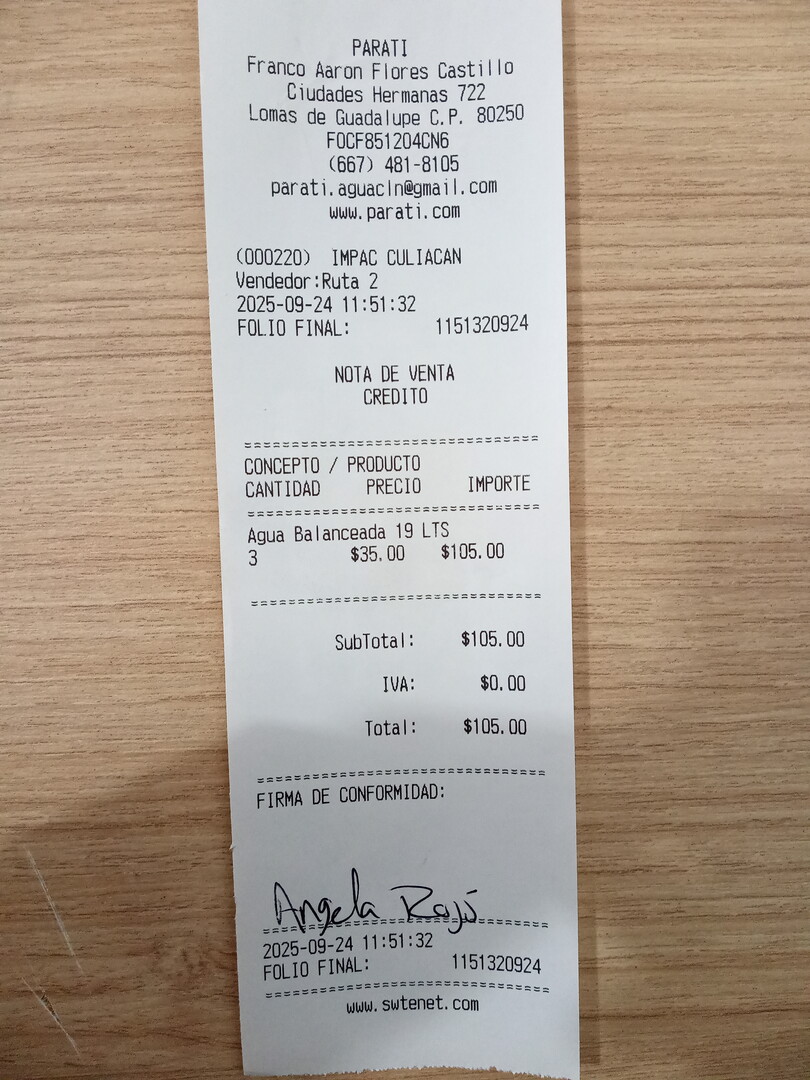 PARATI
Franco Aaron Flores Castillo
Ciudades Hermanas 722
Lomas de Guadalupe C.P. 80250
FOCF851204CN6
(667) 481-8105
parati.aguacln@gmail.com
www.parati.com
(000220) IMPAC CULIACAN
Vendedor:Ruta 2
2025-09-24 11:51:32
FOLIO FINAL: 1151320924
NOTA DE VENTA
CREDITO
CONCEPTO / PRODUCTO
CANTIDAD PRECIO IMPORTE
Agua Balanceada 19 LTS
3 $35.00 $105.00
SubTotal: $105.00
IVA: $0.00
Total: $105.00
FIRMA DE CONFORMIDAD:
Angela Rojo
2025-09-24 11:51:32
FOLIO FINAL: 1151320924
www.swtenet.com